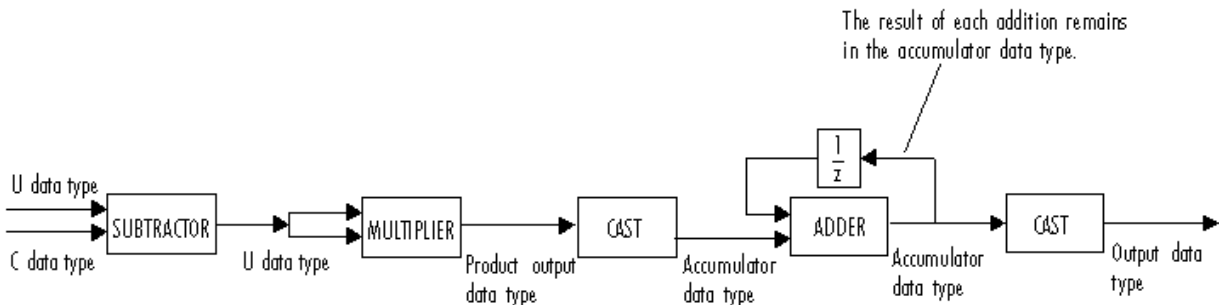 The result of each addition remains
in the accumulator data type.
1
z
U data type
SUBTRACTOR
MULTIPLIER
CAST
ADDER
CAST
C data type
U data type
Product output
data type
Accumulator
data type
Accumulator
data type
Output data
type